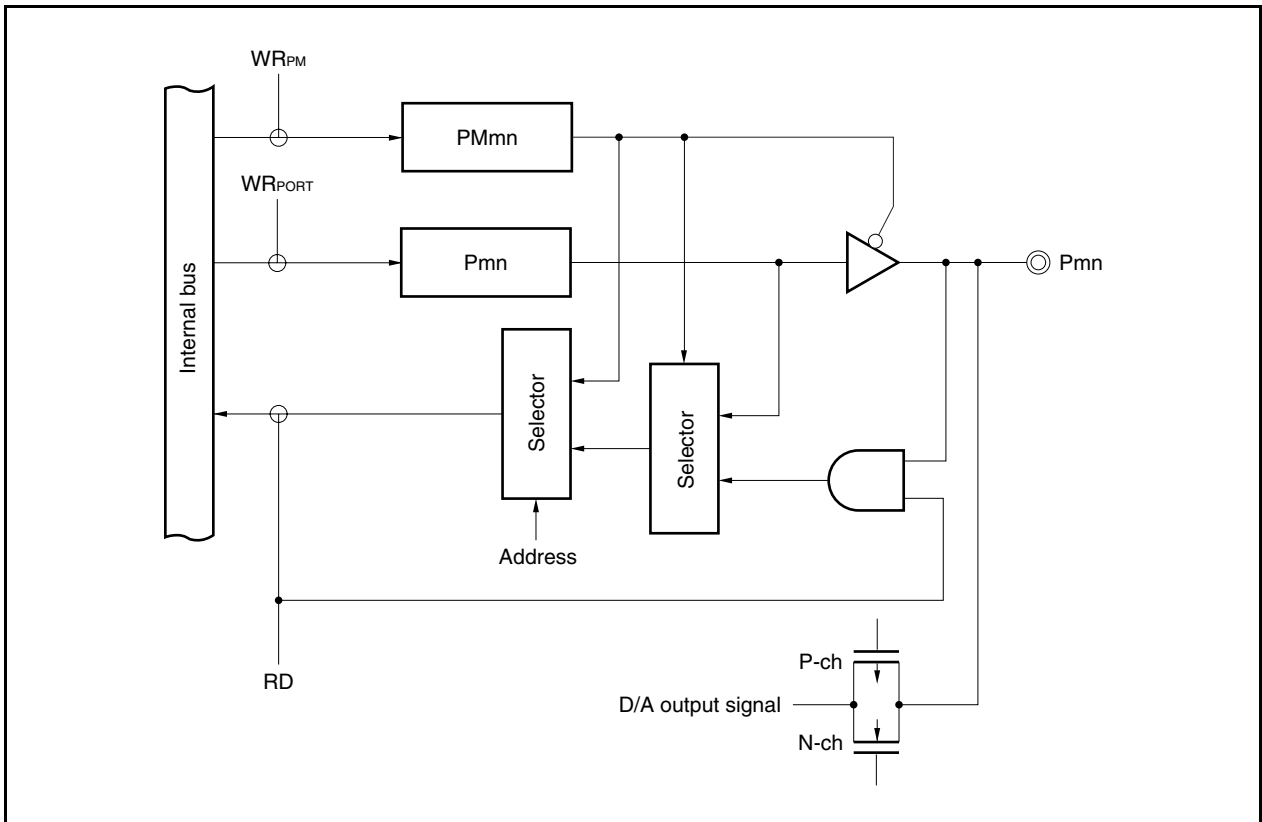 WRPM
PMmn
WRPORT
Pmn
Pmn
Internal bus
Selector
Selector
Address
RD
P-ch
D/A output signal
N-ch